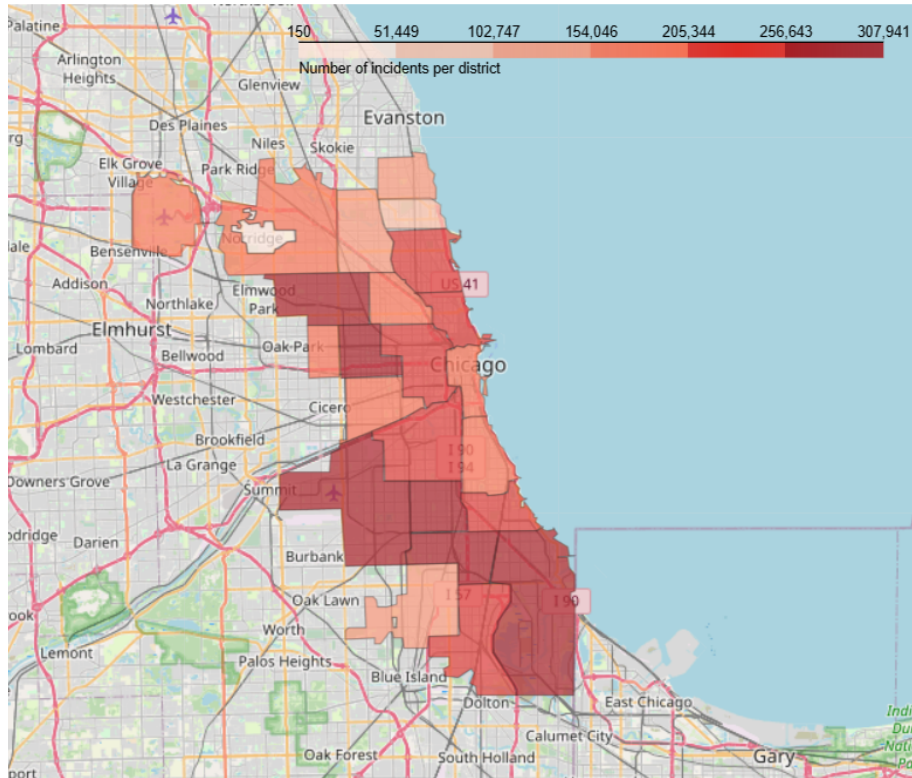 Palatine
Arlington
Heights
Glenview
Evanston
150 51,449 102,747 154,046 205,344 256,643 307,941
Number of incidents per district
Des Plaines
Niles
Skokie
Elk Grove
Village
Park Ridge
Norridge
Bensenville
Addison
Elmwood
Park
US 41
Northlake
Elmhurst
Lombard
Bellwood
Oak Park
Chicago
Westchester
Cicero
Brookfield
I 90
I 94
La Grange
Downers Grove
Summit
Darien
Burbank
Oak Lawn
I 57
I 90
Worth
Lemont
Palos Heights
Blue Island
Dolton
East Chicago
Calumet City
Oak Forest
South Holland
Gary